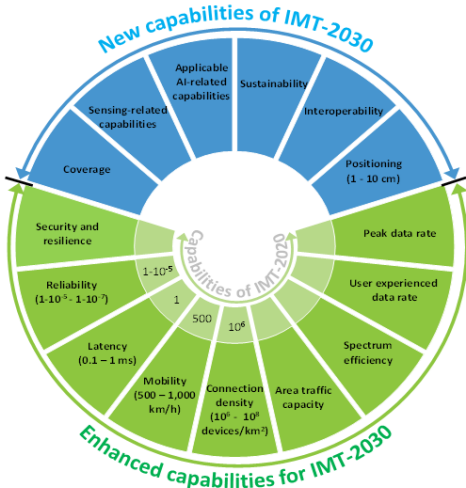 New capabilities of IMT-2030
Coverage
Sensing-related
capabilities
Applicable
AI-related
capabilities
Sustainability
Interoperability
Positioning
(1 - 10 cm)
Security and
resilience
Reliability
(1-10⁻⁵ - 1-10⁻⁷)
Latency
(0.1 – 1 ms)
Mobility
(500 – 1,000
km/h)
Connection
density
(10⁶ - 10⁸
devices/km²)
Area traffic
capacity
Spectrum
efficiency
User experienced
data rate
Peak data rate
1-10⁻⁵
1
500
10⁶
Capabilities of IMT-2020
Enhanced capabilities for IMT-2030